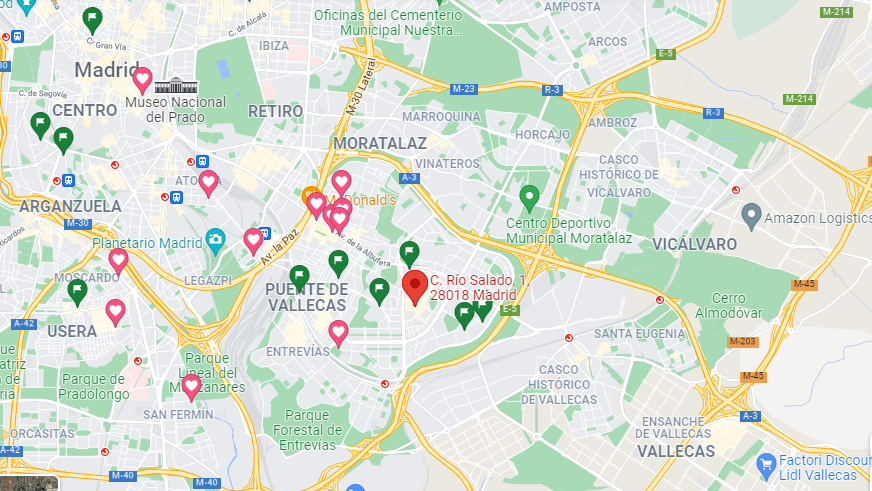 AMPOSTA
Oficinas del Cementerio
Municipal Nuestra...
M-214
C. de Alcalá
C. Gran Vía
IBIZA
ARCOS
E-5
Madrid
M-30 Lateral
M-23
R-3
C. de Segovia
Museo Nacional
del Prado
M-214
CENTRO
RETIRO
R-3
MARROQUINA
AMBROZ
HORCAJO
MORATALAZ
VINATEROS
CASCO
HISTÓRICO DE
VICÁLVARO
A-3
McDonald's
ARGANZUELA
M-30
Centro Deportivo
Municipal Moratalaz
Amazon Logistics
Planetario Madrid
Av. la Paz
Av. de la Albufera
VICÁLVARO
MOSCARDÓ
LEGAZPI
C. Río Salado, 1,
28018 Madrid
PUENTE DE
VALLECAS
M-45
Cerro
Almodóvar
E-5
A-42
USERA
SANTA EUGENIA
M-203
ENTREVÍAS
Parque
Lineal del
Manzanares
CASCO
HISTÓRICO
DE VALLECAS
M-45
Parque de
Pradolongo
SAN FERMÍN
Parque
Forestal de
Entrevías
A-3
ENSANCHE
DE VALLECAS
ORCASITAS
VALLECAS
A-42
Factori Discoun
Lidl Vallecas
M-40
M-40